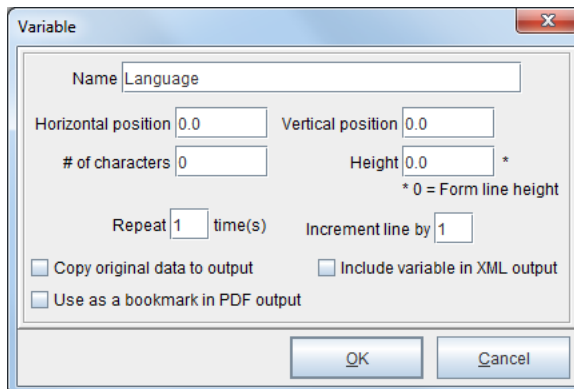 Variable
Name Language
Horizontal position 0.0 Vertical position 0.0
# of characters 0 Height 0.0 *
* 0 = Form line height
Repeat 1 time(s) Increment line by 1
Copy original data to output Include variable in XML output
Use as a bookmark in PDF output
OK Cancel